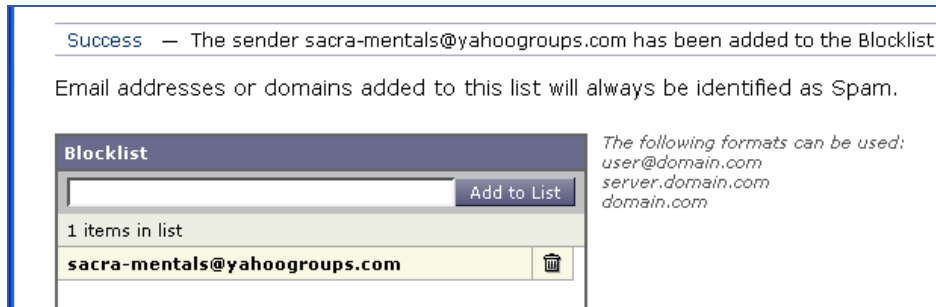 Success — The sender sacra-mentals@yahoogroups.com has been added to the Blocklist
Email addresses or domains added to this list will always be identified as Spam.
Blocklist
Add to List
1 items in list
sacra-mentals@yahoogroups.com
The following formats can be used:
user@domain.com
server.domain.com
domain.com